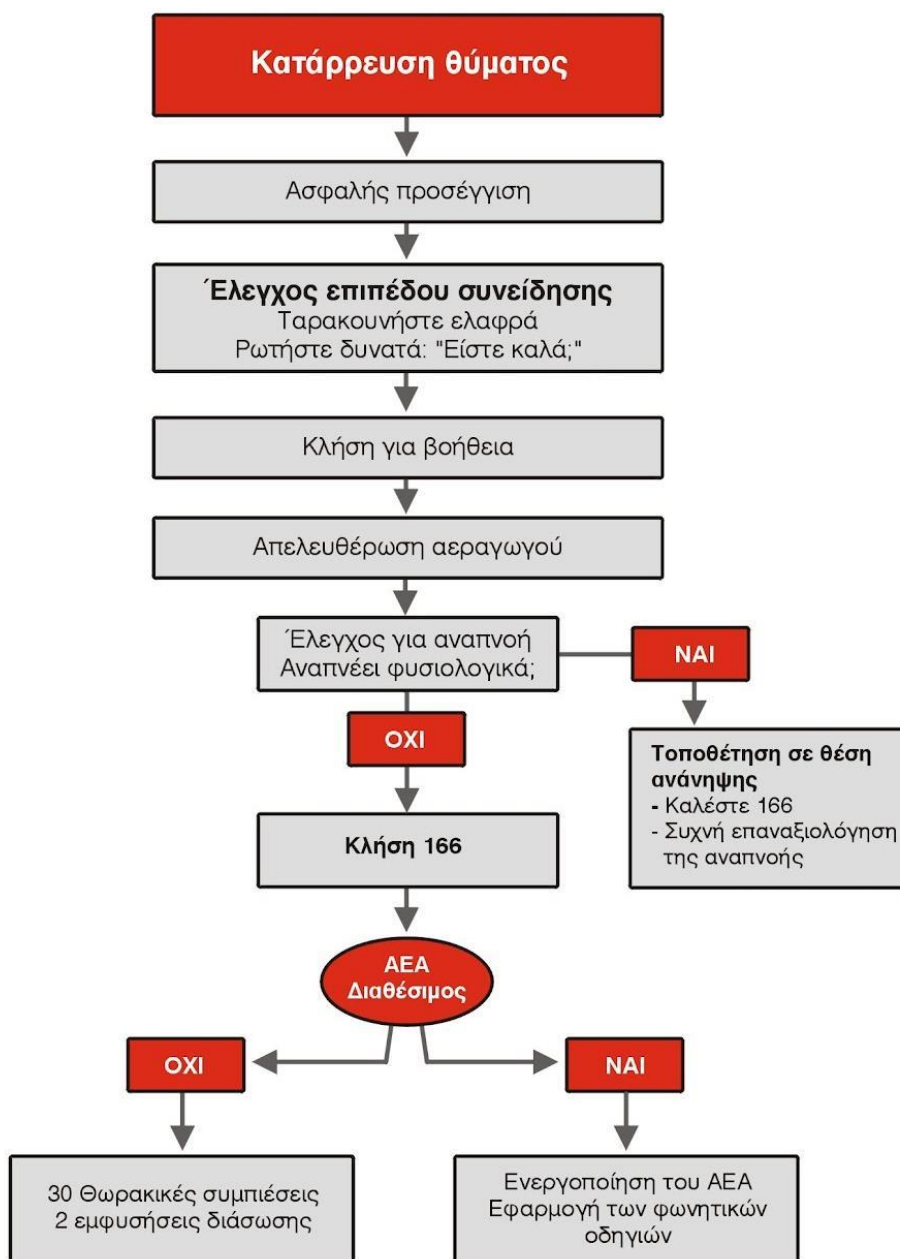 Κατάρρευση θύματος
Ασφαλής προσέγγιση
Έλεγχος επιπέδου συνείδησης
Ταρακουνήστε ελαφρά
Ρωτήστε δυνατά: "Είστε καλά;"
Κλήση για βοήθεια
Απελευθέρωση αεραγωγού
Έλεγχος για αναπνοή
Αναπνέει φυσιολογικά;
ΝΑΙ
ΟΧΙ
Τοποθέτηση σε θέση
ανάνηψης
- Καλέστε 166
- Συχνή επαναξιολόγηση
της αναπνοής
Κλήση 166
ΑΕΑ
Διαθέσιμος
ΟΧΙ
ΝΑΙ
30 Θωρακικές συμπιέσεις
2 εμφυσήσεις διάσωσης
Ενεργοποίηση του ΑΕΑ
Εφαρμογή των φωνητικών
οδηγιών